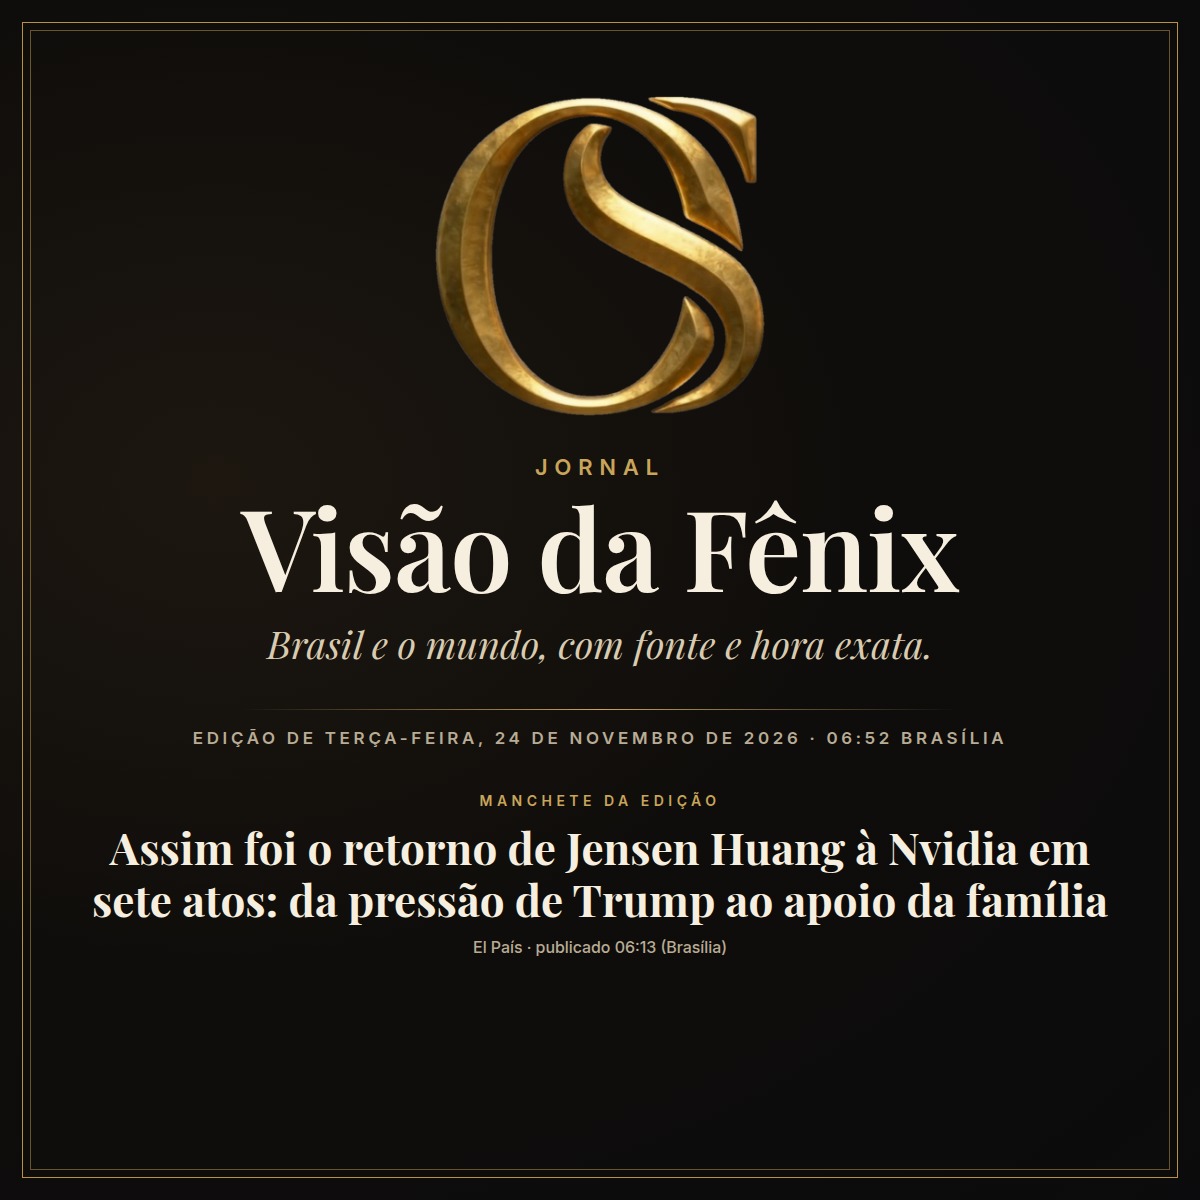 CS
JORNAL
Visão da Fênix
Brasil e o mundo, com fonte e hora exata.
EDIÇÃO DE TERÇA-FEIRA, 24 DE NOVEMBRO DE 2026 · 06:52 BRASÍLIA
MANCHETE DA EDIÇÃO
Assim foi o retorno de Jensen Huang à Nvidia em
sete atos: da pressão de Trump ao apoio da família
El País · publicado 06:13 (Brasília)